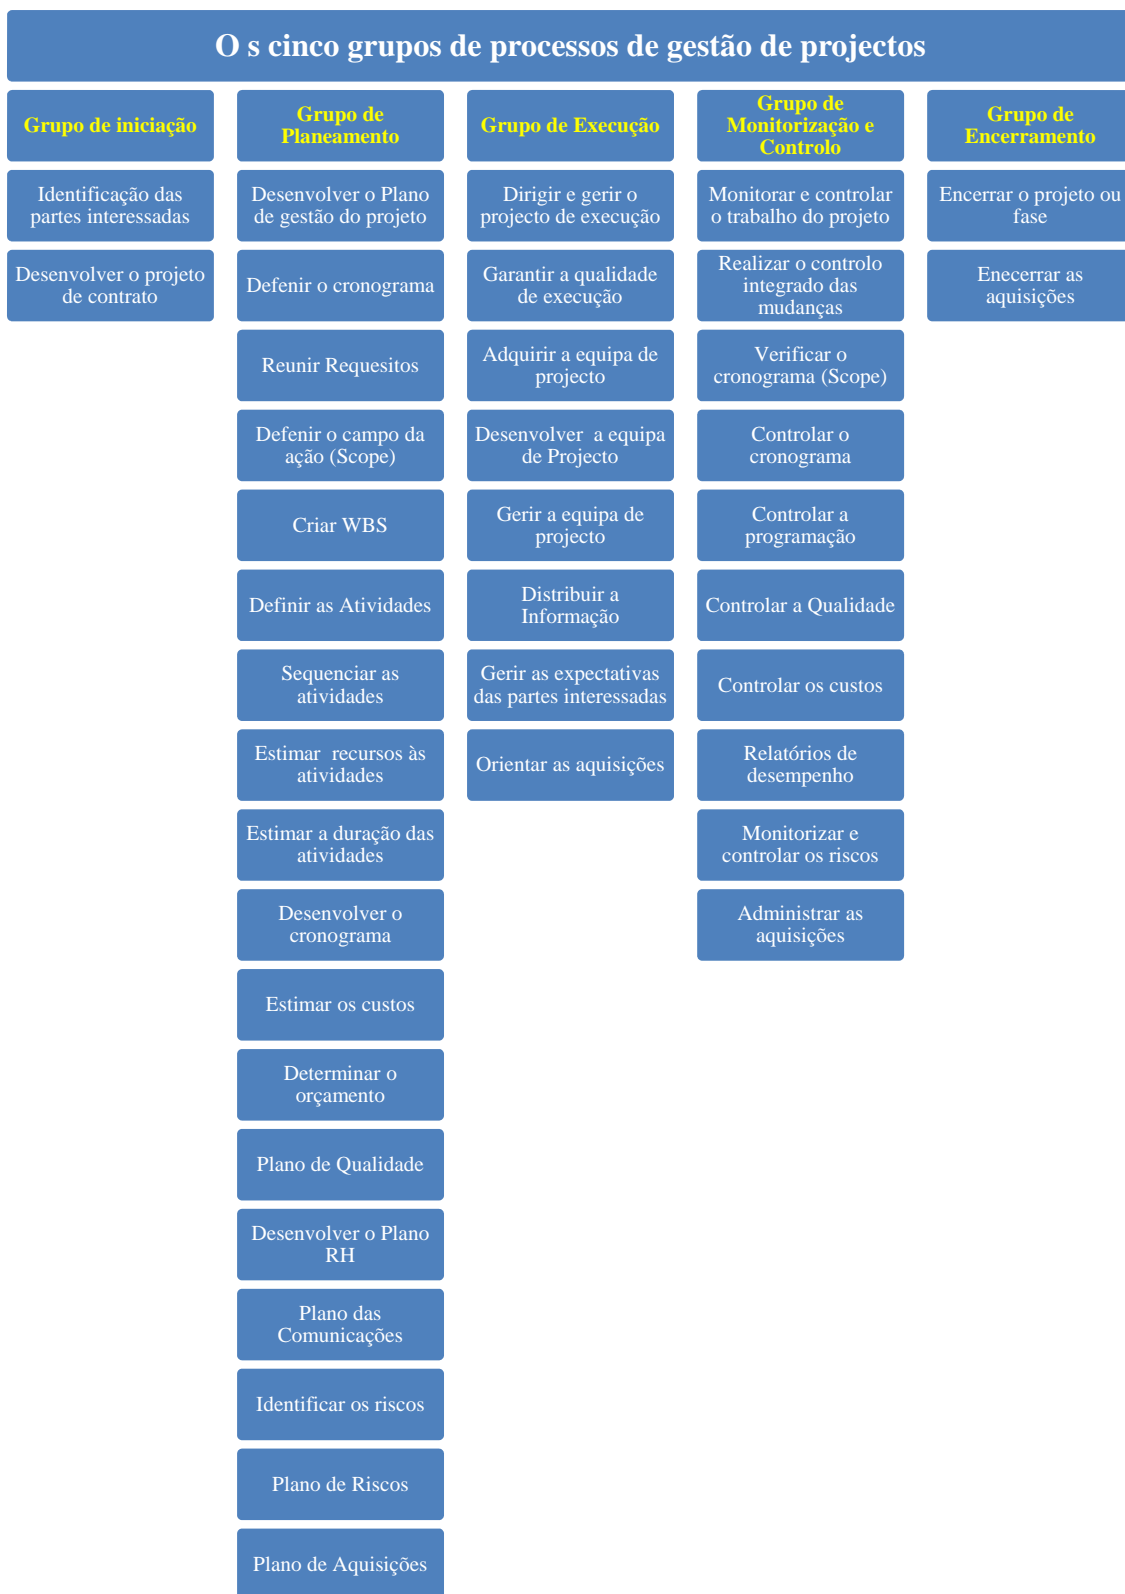 O s cinco grupos de processos de gestão de projectos
Grupo de iniciação
Identificação das
partes interessadas
Desenvolver o projeto
de contrato
Grupo de
Planeamento
Desenvolver o Plano
de gestão do projeto
Defenir o cronograma
Reunir Requesitos
Defenir o campo da
ação (Scope)
Criar WBS
Definir as Atividades
Sequenciar as
atividades
Estimar recursos às
atividades
Estimar a duração das
atividades
Desenvolver o
cronograma
Estimar os custos
Determinar o
orçamento
Plano de Qualidade
Desenvolver o Plano
RH
Plano das
Comunicações
Identificar os riscos
Plano de Riscos
Plano de Aquisições
Grupo de Execução
Dirigir e gerir o
projecto de execução
Garantir a qualidade
de execução
Adquirir a equipa de
projecto
Desenvolver a equipa
de Projecto
Gerir a equipa de
projecto
Distribuir a
Informação
Gerir as expectativas
das partes interessadas
Orientar as aquisições
Grupo de
Monitorização e
Controlo
Monitorar e controlar
o trabalho do projeto
Realizar o controlo
integrado das
mudanças
Verificar o
cronograma (Scope)
Controlar o
cronograma
Controlar a
programação
Controlar a Qualidade
Controlar os custos
Relatórios de
desempenho
Monitorizar e
controlar os riscos
Administrar as
aquisições
Grupo de
Encerramento
Encerrar o projeto ou
fase
Enecerrar as
aquisições